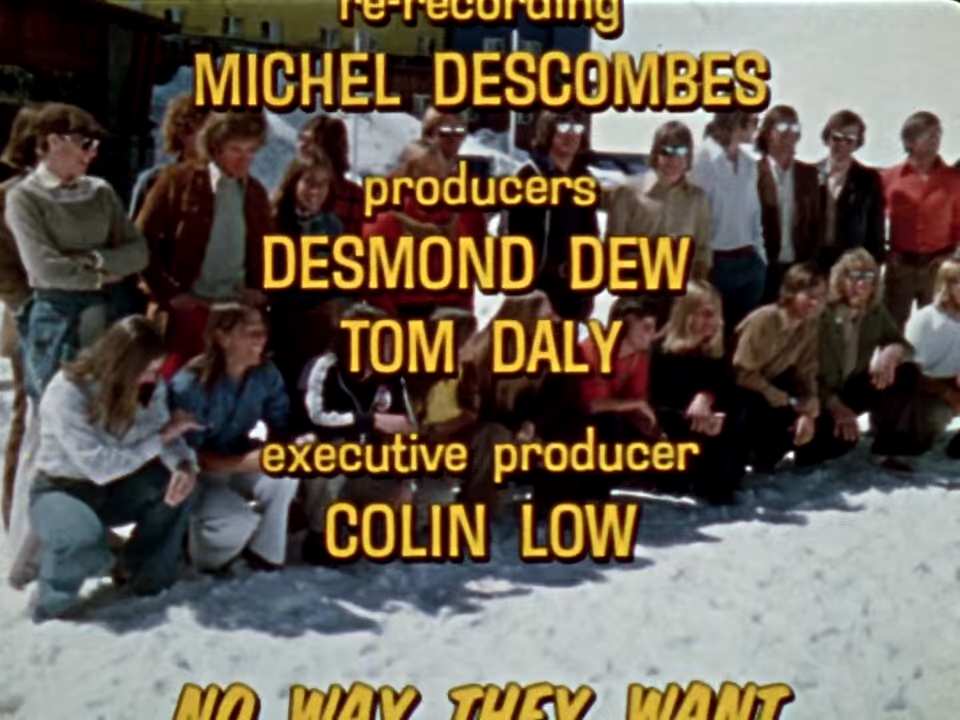 re-recording
MICHEL DESCOMBES
producers
DESMOND DEW
TOM DALY
executive producer
COLIN LOW
NO WAY THEY WANT